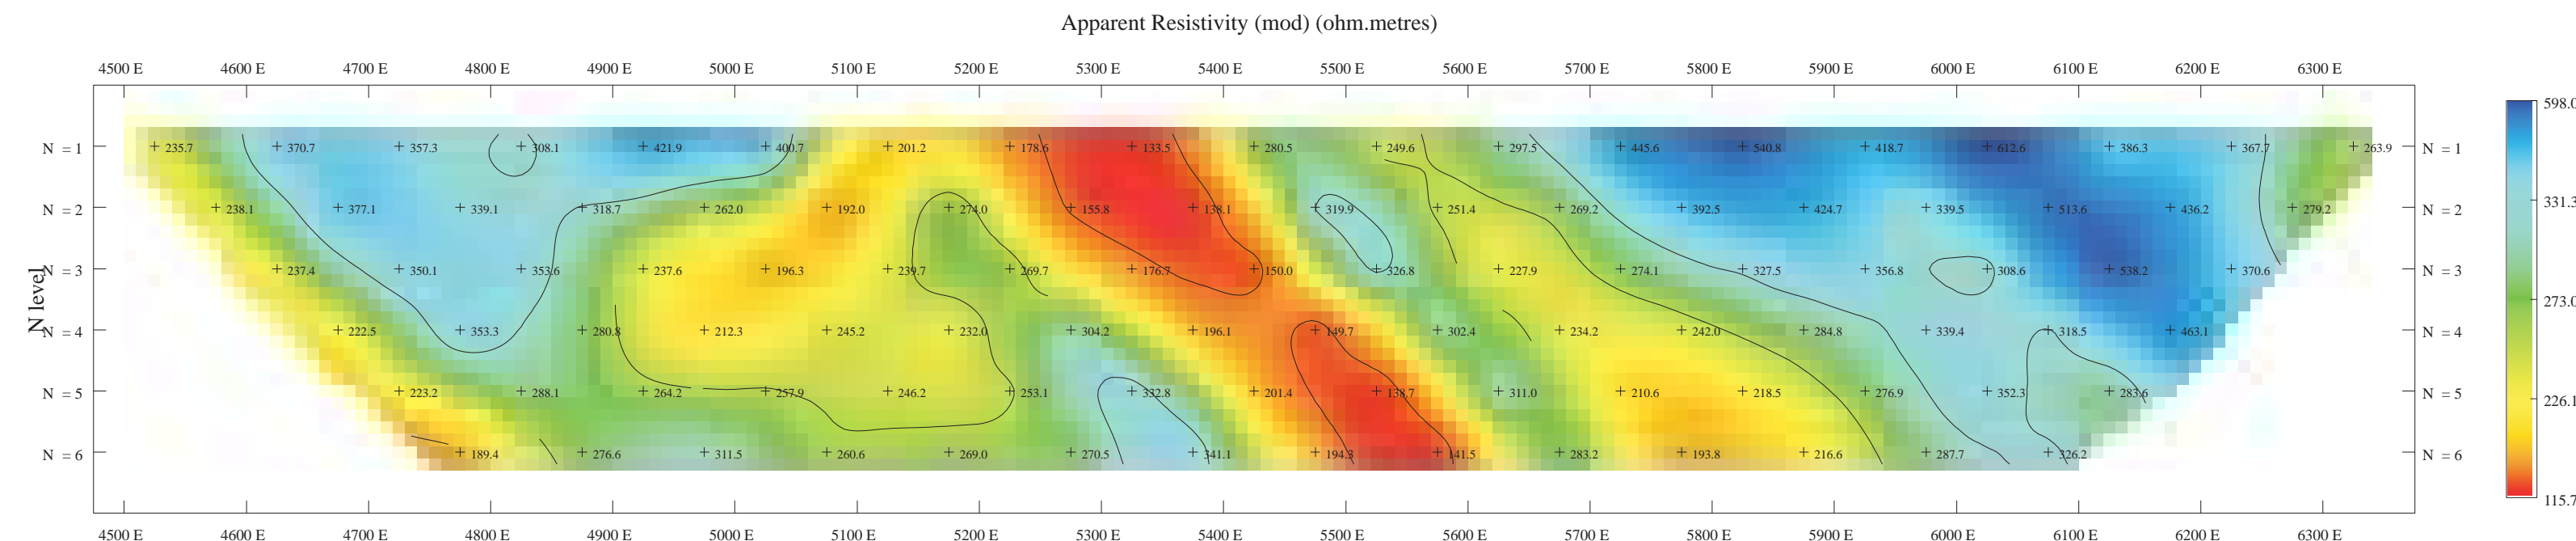 Apparent Resistivity (mod) (ohm.metres)
4500 E 4600 E 4700 E 4800 E 4900 E 5000 E 5100 E 5200 E 5300 E 5400 E 5500 E 5600 E 5700 E 5800 E 5900 E 6000 E 6100 E 6200 E 6300 E
598.0
N = 1 235.7 370.7 357.3 308.1 421.9 400.7 201.2 178.6 133.5 280.5 249.6 297.5 445.6 540.8 418.7 612.6 386.3 367.7 263.9 N = 1
331.3
N = 2 238.1 377.1 339.1 318.7 262.0 192.0 274.0 155.8 138.1 319.9 251.4 269.2 392.5 424.7 339.5 513.6 436.2 279.2 N = 2
N = 3 237.4 350.1 353.6 237.6 196.3 239.7 269.7 176.7 150.0 326.8 227.9 274.1 327.5 356.8 308.6 538.2 370.6 N = 3
N level
273.0
N = 4 222.5 353.3 280.8 212.3 245.2 232.0 304.2 196.1 149.7 302.4 234.2 242.0 284.8 339.4 318.5 463.1 N = 4
N = 5 223.2 288.1 264.2 257.9 246.2 253.1 332.8 201.4 138.7 311.0 210.6 218.5 276.9 352.3 283.6 N = 5
226.1
N = 6 189.4 276.6 311.5 260.6 269.0 270.5 341.1 194.3 141.5 283.2 193.8 216.6 287.7 326.2 N = 6
115.7
4500 E 4600 E 4700 E 4800 E 4900 E 5000 E 5100 E 5200 E 5300 E 5400 E 5500 E 5600 E 5700 E 5800 E 5900 E 6000 E 6100 E 6200 E 6300 E